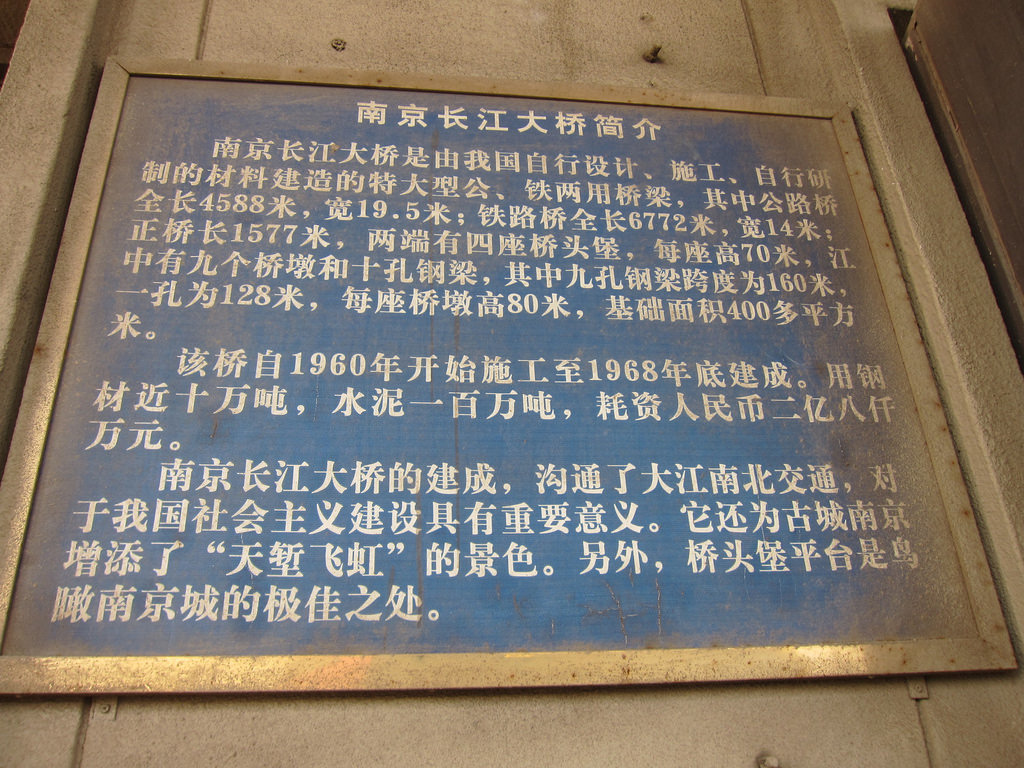 南京长江大桥简介
南京长江大桥是由我国自行设计、施工、自行研
制的材料建造的特大型公、铁两用桥梁，其中公路桥
全长4588米，宽19.5米；铁路桥全长6772米，宽14米；
正桥长1577米，两端有四座桥头堡，每座高70米，江
中有九个桥墩和十孔钢梁，其中九孔钢梁跨度为160米，
一孔为128米，每座桥墩高80米，基础面积400多平方
米。
该桥自1960年开始施工至1968年底建成。用钢
材近十万吨，水泥一百万吨，耗资人民币二亿八仟
万元。
南京长江大桥的建成，沟通了大江南北交通，对
于我国社会主义建设具有重要意义。它还为古城南京
增添了“天堑飞虹”的景色。另外，桥头堡平台是鸟
瞰南京城的极佳之处。